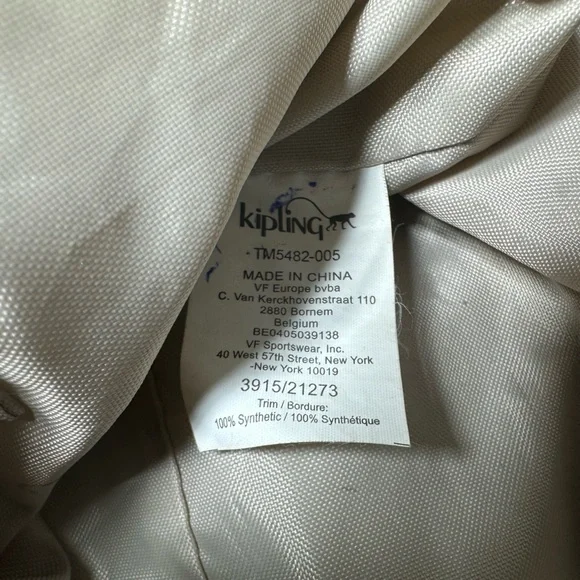 kipling
TM5482-005
MADE IN CHINA
VF Europe bvba
C. Van Kerckhovenstraat 110
2880 Bornem
Belgium
BE0405039138
VF Sportswear, Inc.
40 West 57th Street, New York
-New York 10019
3915/21273
Trim / Bordure:
100% Synthetic / 100% Synthétique